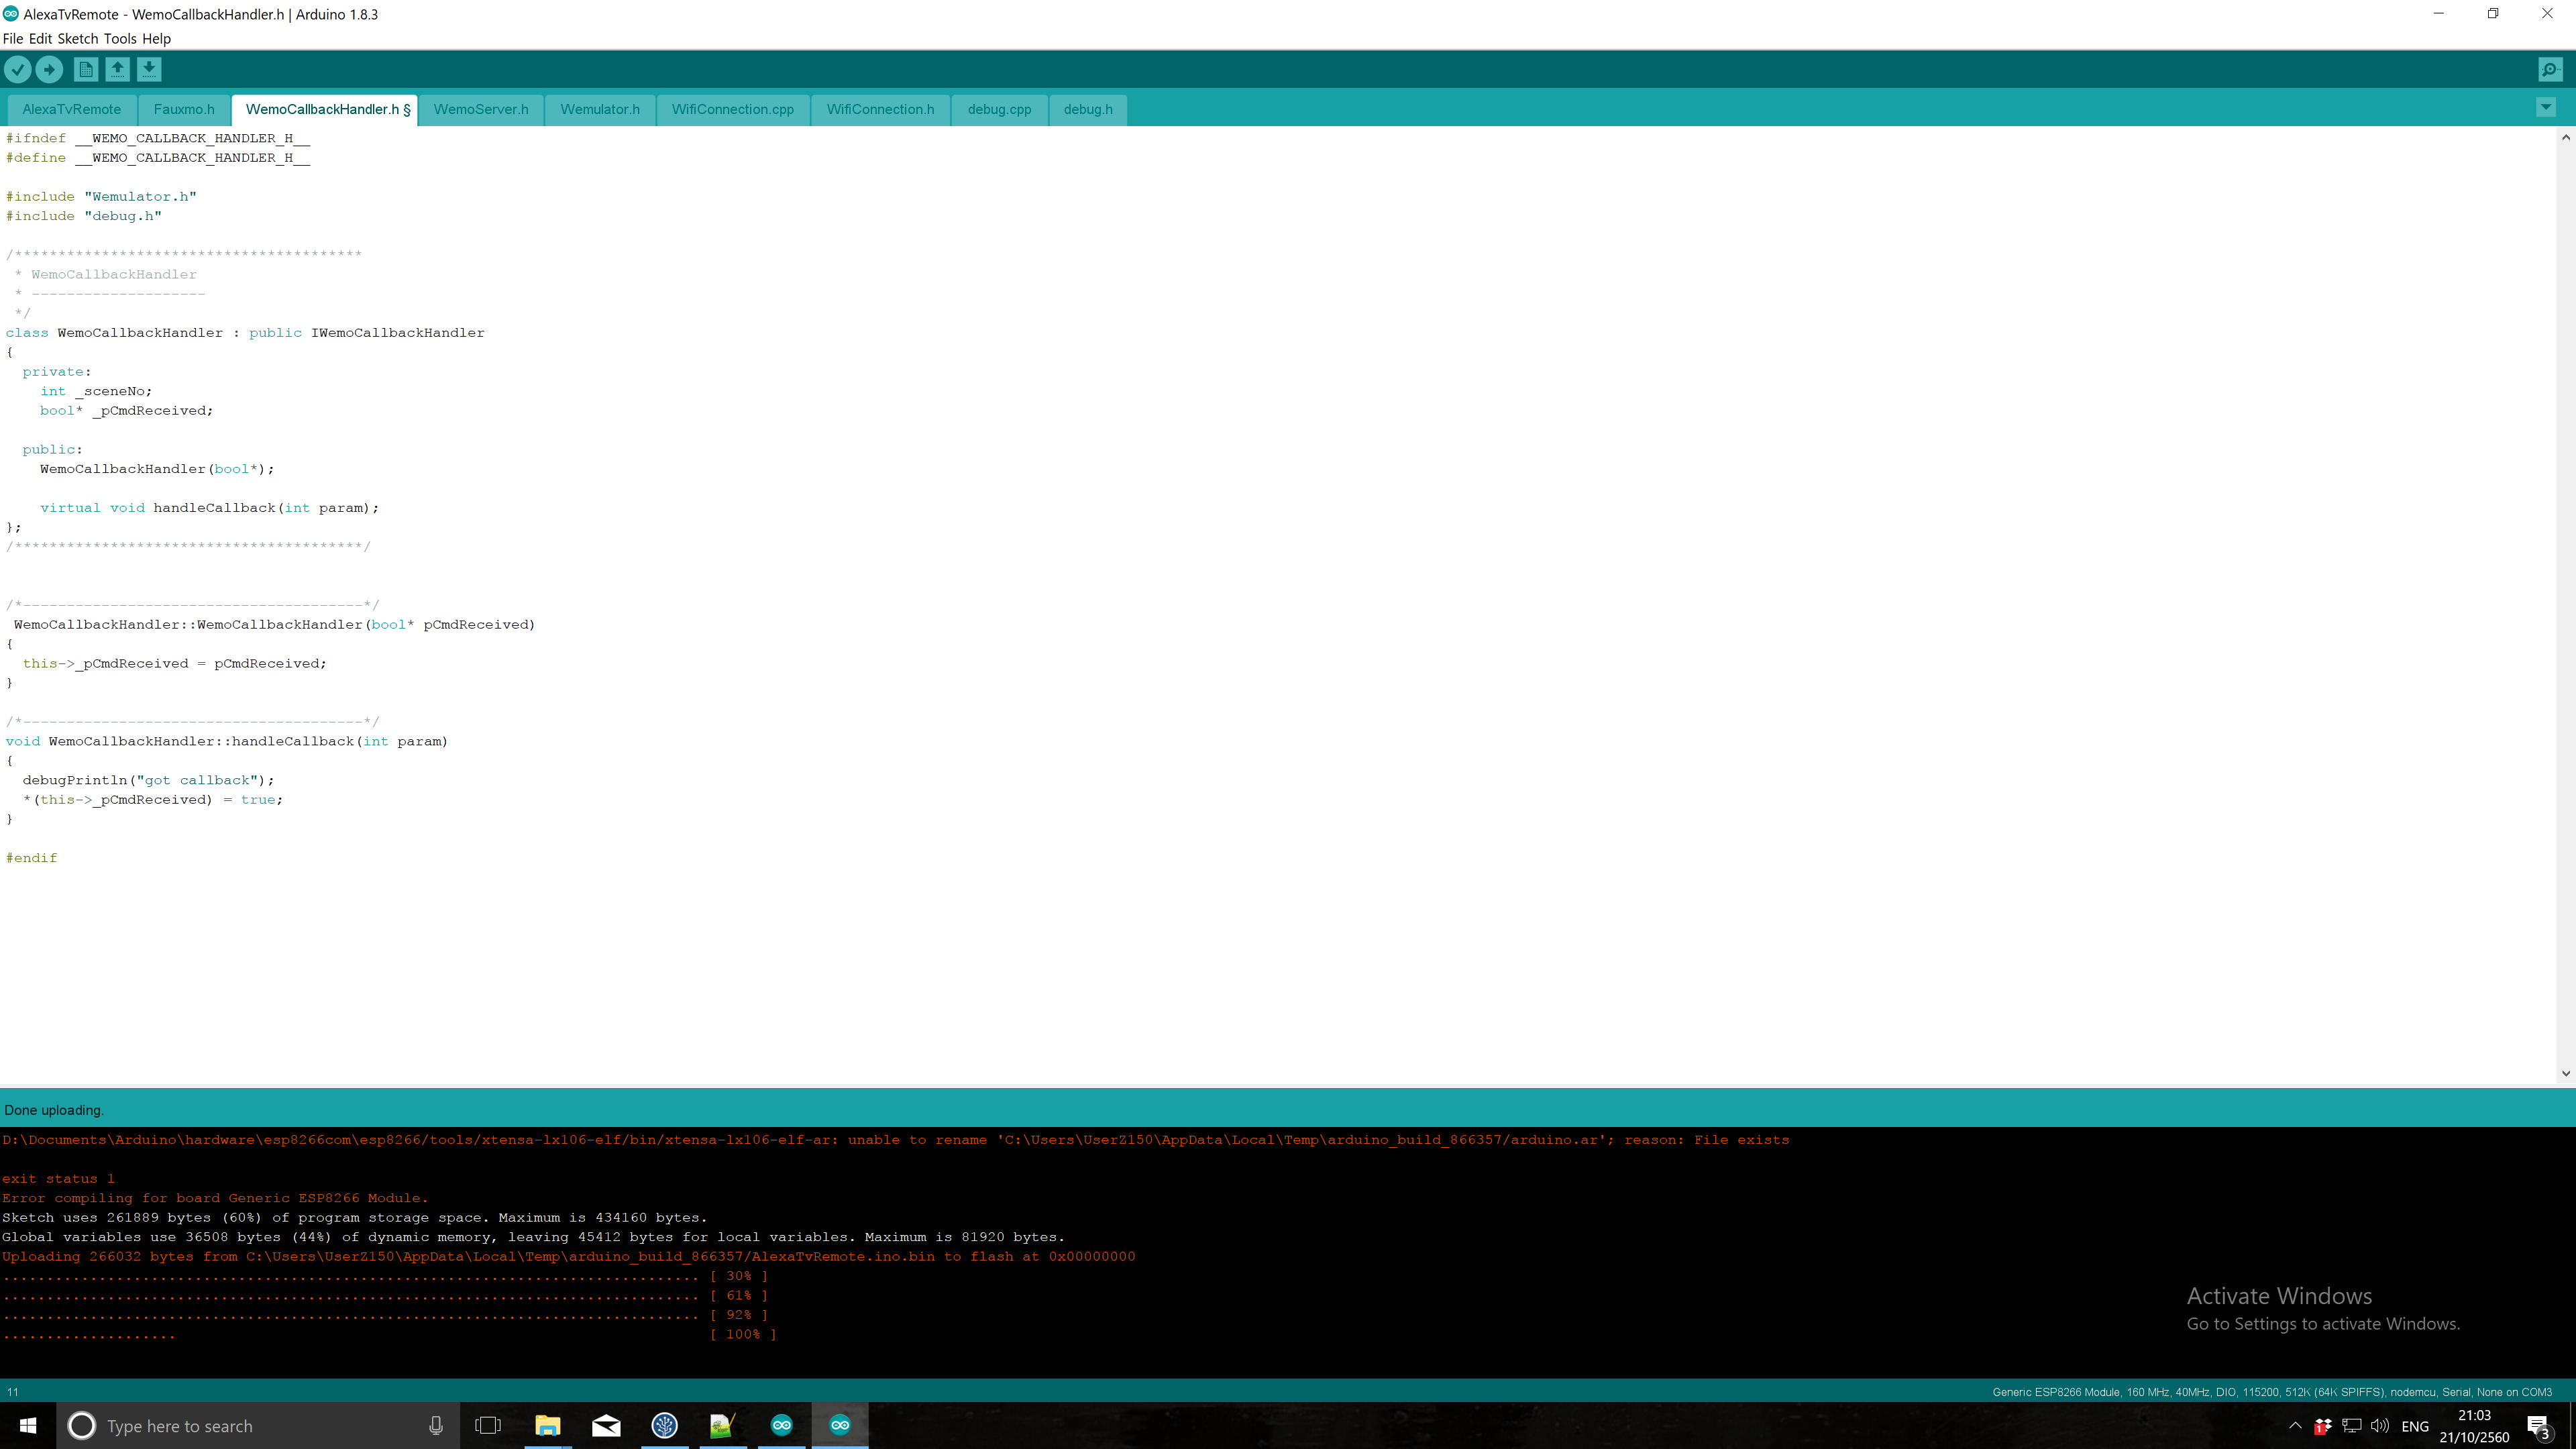 AlexaTvRemote - WemoCallbackHandler.h | Arduino 1.8.3
File Edit Sketch Tools Help
AlexaTvRemote Fauxmo.h WemoCallbackHandler.h § WemoServer.h Wemulator.h WifiConnection.cpp WifiConnection.h debug.cpp debug.h
#ifndef __WEMO_CALLBACK_HANDLER_H__
#define __WEMO_CALLBACK_HANDLER_H__
#include "Wemulator.h"
#include "debug.h"
/****************************************
* WemoCallbackHandler
* --------------------
*/
class WemoCallbackHandler : public IWemoCallbackHandler
{
private:
int _sceneNo;
bool* _pCmdReceived;
public:
WemoCallbackHandler(bool*);
virtual void handleCallback(int param);
};
/****************************************/
/*---------------------------------------*/
WemoCallbackHandler::WemoCallbackHandler(bool* pCmdReceived)
{
this->_pCmdReceived = pCmdReceived;
}
/*---------------------------------------*/
void WemoCallbackHandler::handleCallback(int param)
{
debugPrintln("got callback");
*(this->_pCmdReceived) = true;
}
#endif
Done uploading.
D:\Documents\Arduino\hardware\esp8266com\esp8266/tools/xtensa-lx106-elf/bin/xtensa-lx106-elf-ar: unable to rename 'C:\Users\UserZ150\AppData\Local\Temp\arduino_build_866357/arduino.ar'; reason: File exists
exit status 1
Error compiling for board Generic ESP8266 Module.
Sketch uses 261889 bytes (60%) of program storage space. Maximum is 434160 bytes.
Global variables use 36508 bytes (44%) of dynamic memory, leaving 45412 bytes for local variables. Maximum is 81920 bytes.
Uploading 266032 bytes from C:\Users\UserZ150\AppData\Local\Temp\arduino_build_866357/AlexaTvRemote.ino.bin to flash at 0x00000000
................................................................................ [ 30% ]
................................................................................ [ 61% ]
................................................................................ [ 92% ]
.................... [ 100% ]
Activate Windows
Go to Settings to activate Windows.
11
Generic ESP8266 Module, 160 MHz, 40MHz, DIO, 115200, 512K (64K SPIFFS), nodemcu, Serial, None on COM3
Type here to search
1
ENG
21:03
21/10/2560
3